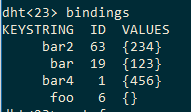 dht<23> bindings
KEYSTRING ID VALUES
bar2 63 {234}
bar 19 {123}
bar4 1 {456}
foo 6 {}